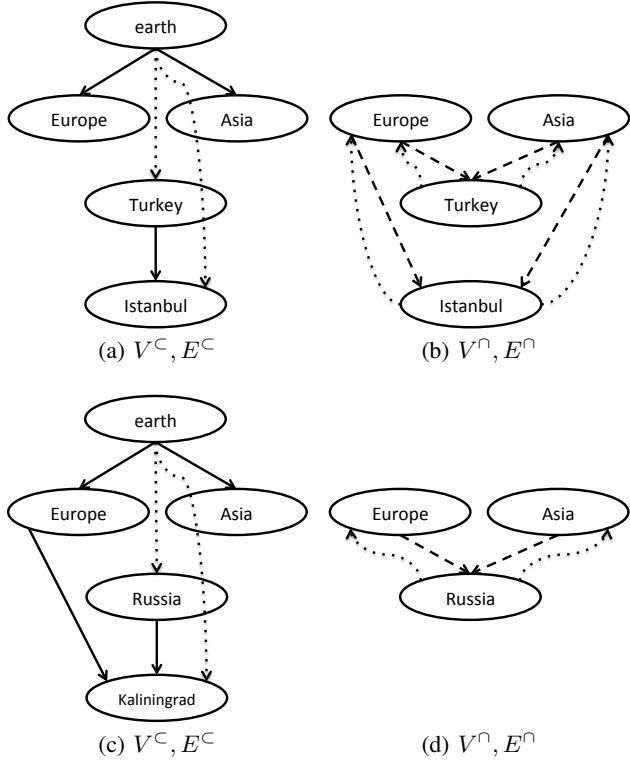 earth
Europe Asia Europe Asia
Turkey Turkey
Istanbul Istanbul
(a) V^⊂, E^⊂ (b) V^∩, E^∩
earth
Europe Asia Europe Asia
Russia Russia
Kaliningrad
(c) V^⊂, E^⊂ (d) V^∩, E^∩